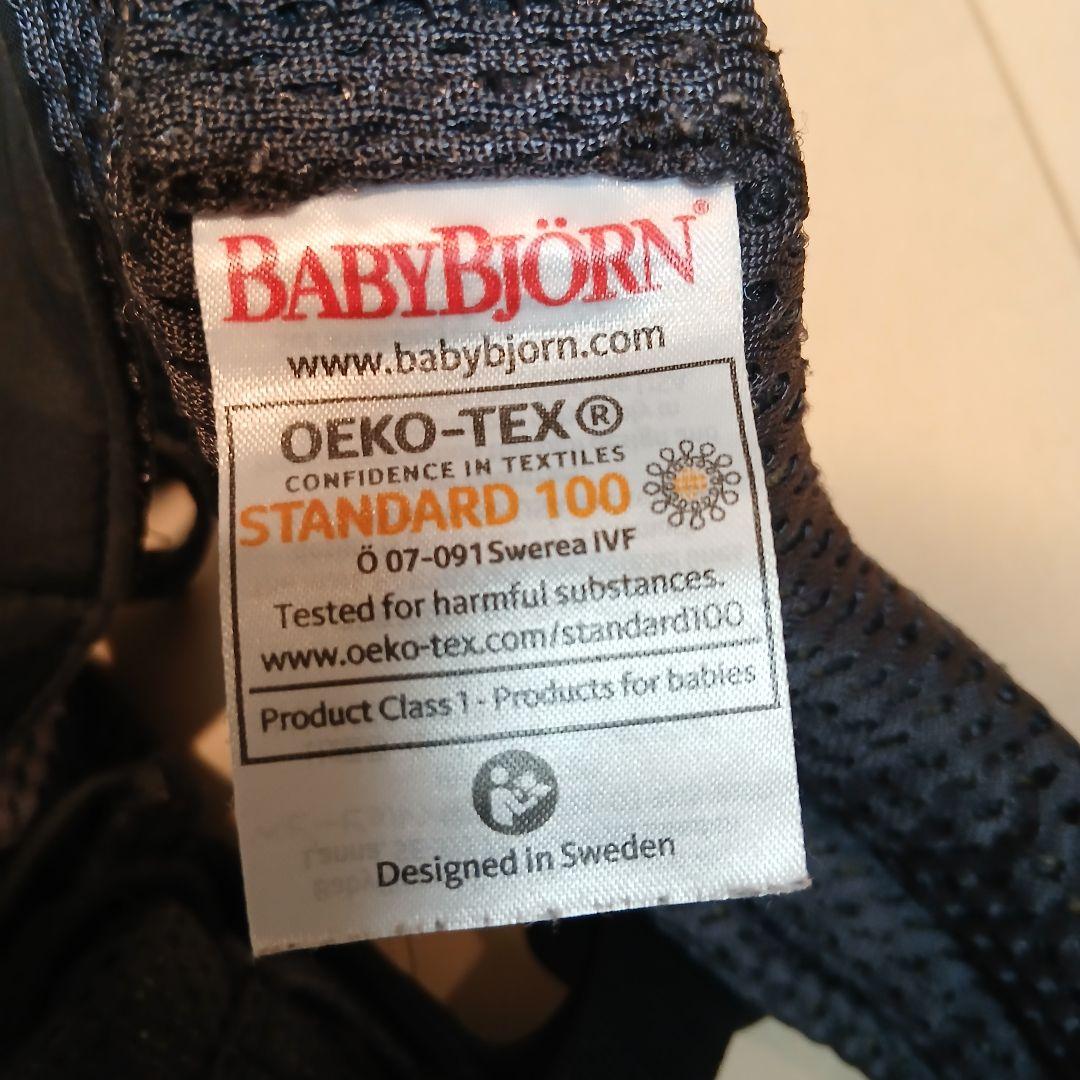 BABYBJÖRN®
www.babybjorn.com
OEKO-TEX®
CONFIDENCE IN TEXTILES
STANDARD 100
Ö 07-091 Swerea IVF
Tested for harmful substances.
www.oeko-tex.com/standard100
Product Class 1 - Products for babies
Designed in Sweden